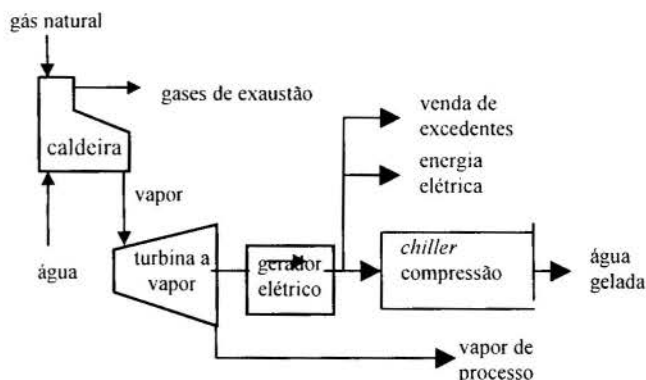 gás natural
gases de exaustão
caldeira
vapor
água
turbina a
vapor
gerador
elétrico
venda de
excedentes
energia
elétrica
chiller
compressão
água
gelada
vapor de
processo